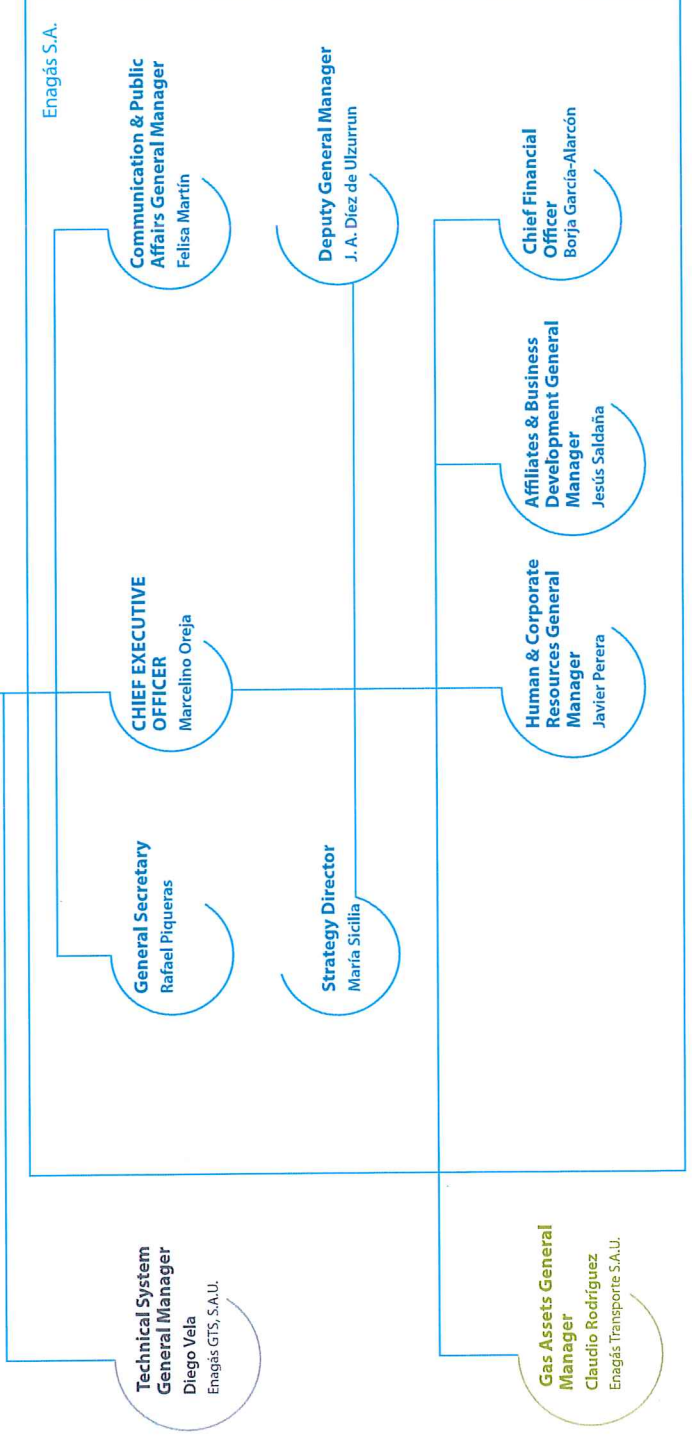 Enagás S.A.
Technical System
General Manager
Diego Vela
Enagás GTS, S.A.U.
General Secretary
Rafael Piqueras
CHIEF EXECUTIVE
OFFICER
Marcelino Oreja
Communication & Public
Affairs General Manager
Felisa Martín
Strategy Director
María Sicilia
Deputy General Manager
J. A. Díez de Ulzurrun
Gas Assets General
Manager
Claudio Rodríguez
Enagás Transporte S.A.U.
Human & Corporate
Resources General
Manager
Javier Perera
Affiliates & Business
Development General
Manager
Jesús Saldaña
Chief Financial
Officer
Borja García-Alarcón